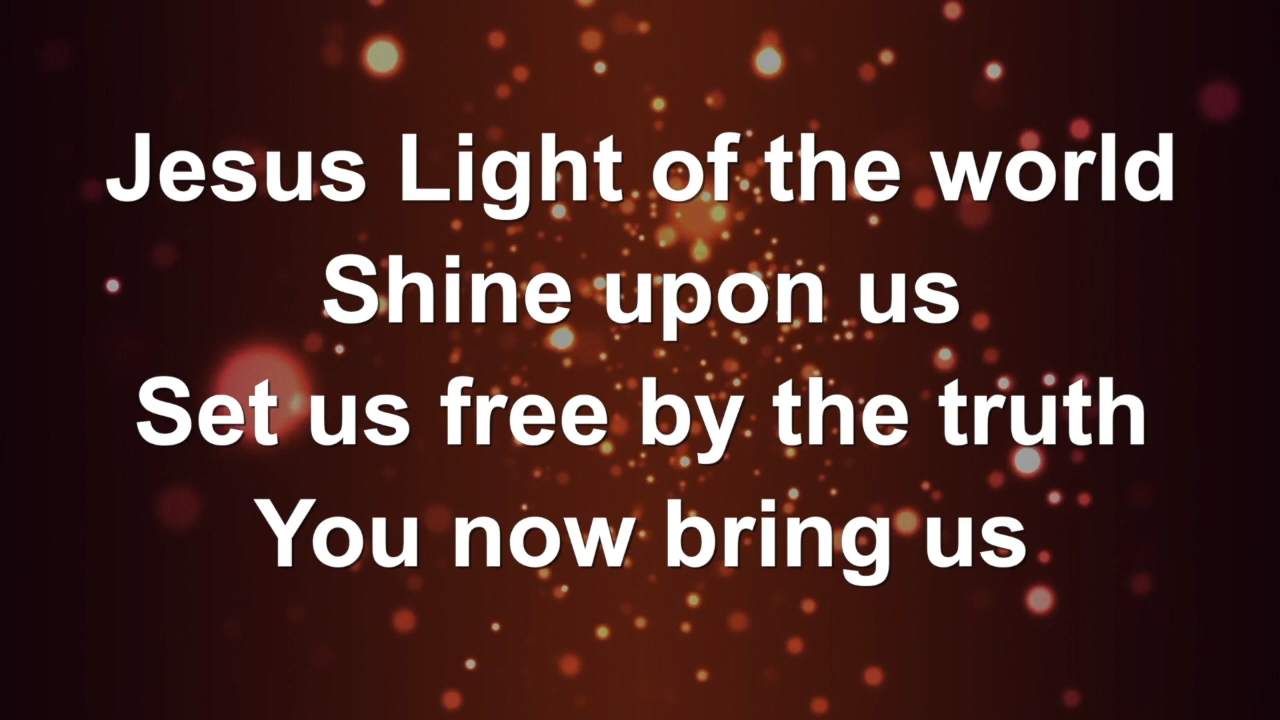 Jesus Light of the world
Shine upon us
Set us free by the truth
You now bring us